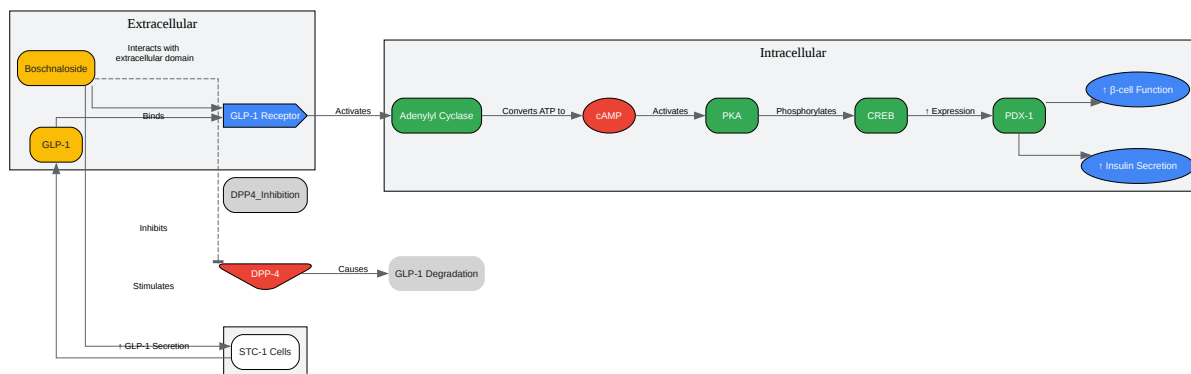 Extracellular
Interacts with
extracellular domain
Boschnaloside
Binds
GLP-1 Receptor
GLP-1
DPP4_Inhibition
Inhibits
DPP-4
Causes
GLP-1 Degradation
Stimulates
↑ GLP-1 Secretion
STC-1 Cells
Intracellular
Activates
Adenylyl Cyclase
Converts ATP to
cAMP
Activates
PKA
Phosphorylates
CREB
↑ Expression
PDX-1
↑ β-cell Function
↑ Insulin Secretion